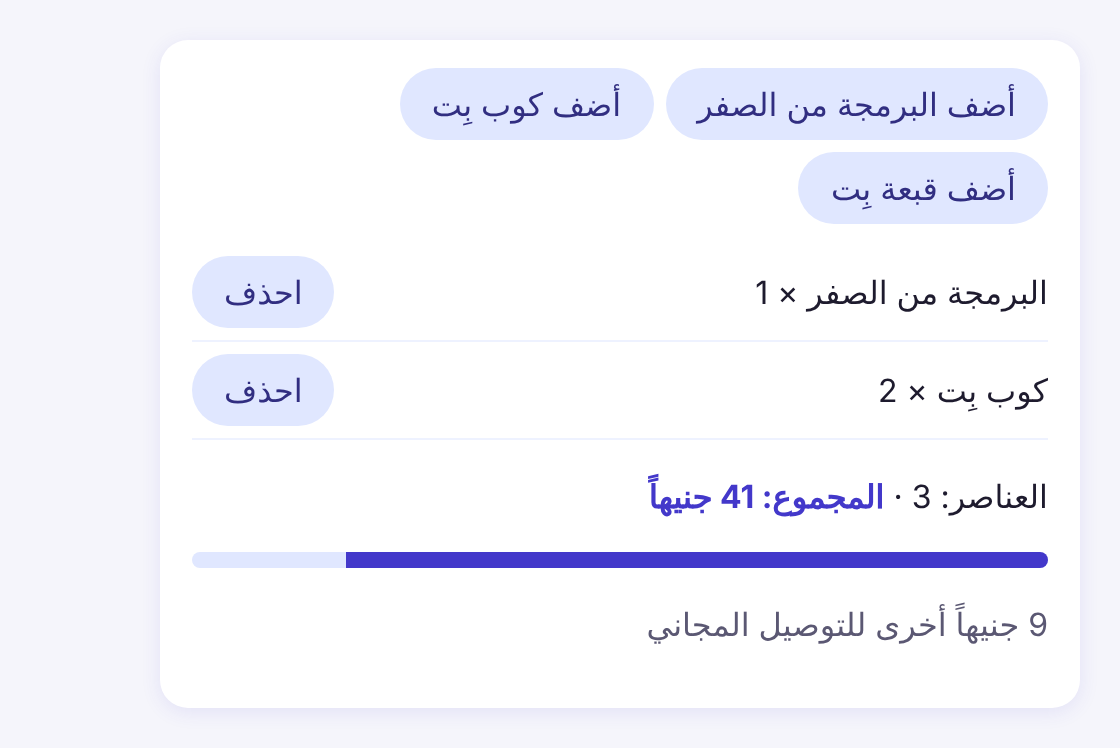 أضف البرمجة من الصفر أضف كوب بِت
أضف قبعة بِت
البرمجة من الصفر × 1 احذف
كوب بِت × 2 احذف
العناصر: 3 · المجموع: 41 جنيهاً
9 جنيهاً أخرى للتوصيل المجاني